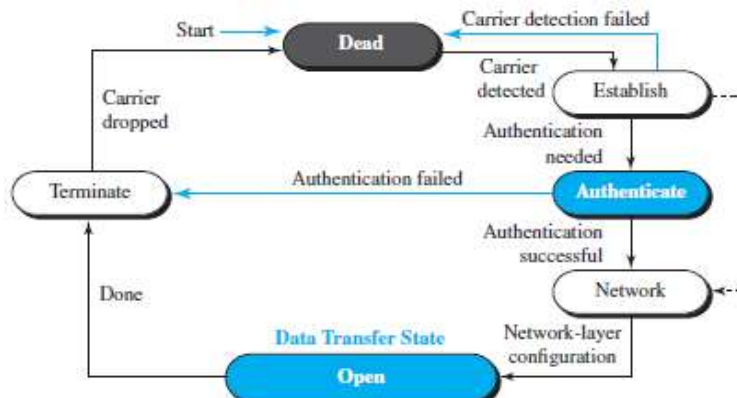 Carrier detection failed
Start
Dead
Carrier
detected
Establish
Carrier
dropped
Authentication
needed
Terminate
Authentication failed
Authenticate
Authentication
successful
Network
Done
Data Transfer State
Network-layer
configuration
Open